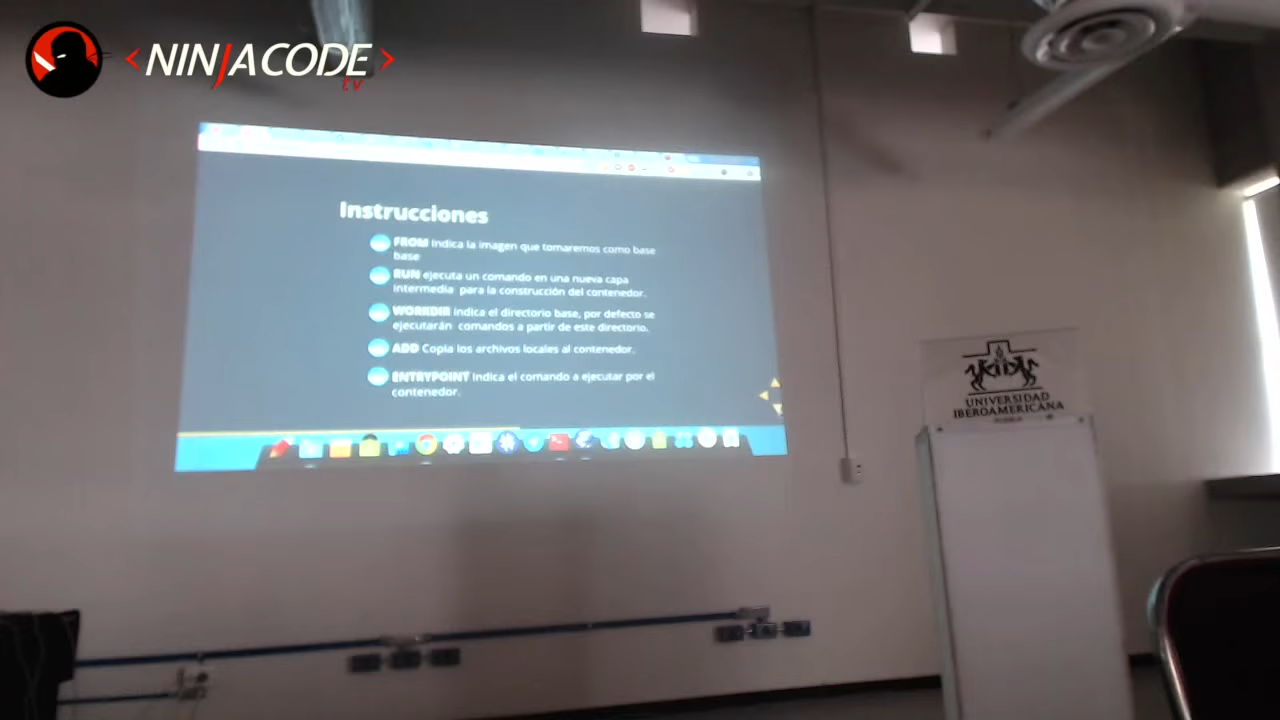 <NINJACODE>
tv
Instrucciones
FROM Indica la imagen que tomaremos como base
base
RUN ejecuta un comando en una nueva capa
intermedia para la construcción del contenedor.
WORKDIR indica el directorio base, por defecto se
ejecutarán comandos a partir de este directorio.
ADD Copia los archivos locales al contenedor.
ENTRYPOINT Indica el comando a ejecutar por el
contenedor.
UNIVERSIDAD
IBEROAMERICANA
PUEBLA